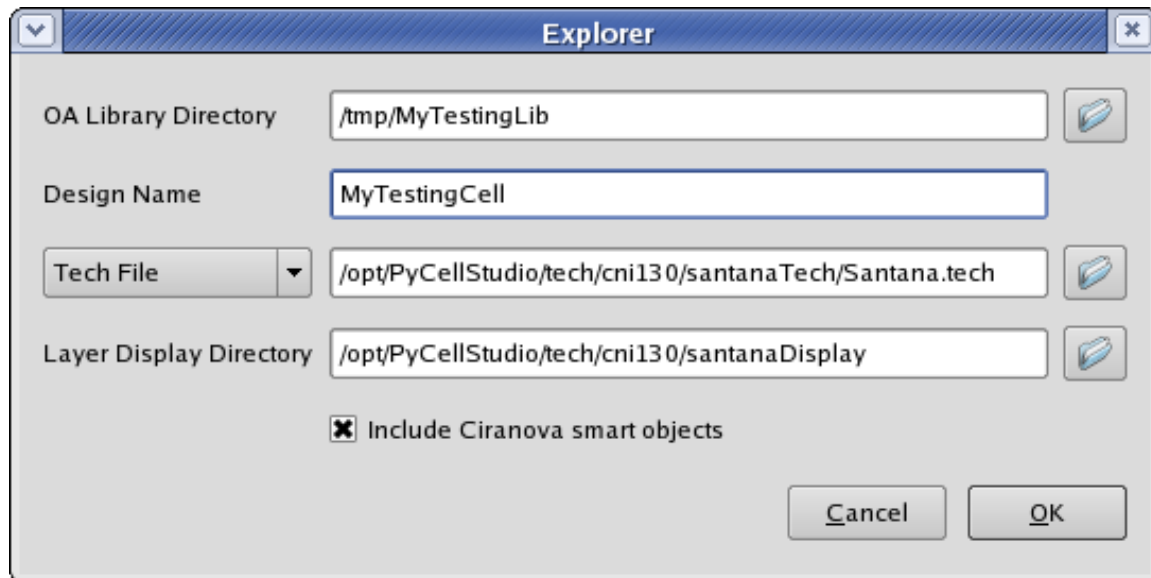 Explorer
OA Library Directory /tmp/MyTestingLib
Design Name MyTestingCell
Tech File /opt/PyCellStudio/tech/cni130/santanaTech/Santana.tech
Layer Display Directory /opt/PyCellStudio/tech/cni130/santanaDisplay
Include Ciranova smart objects
Cancel OK